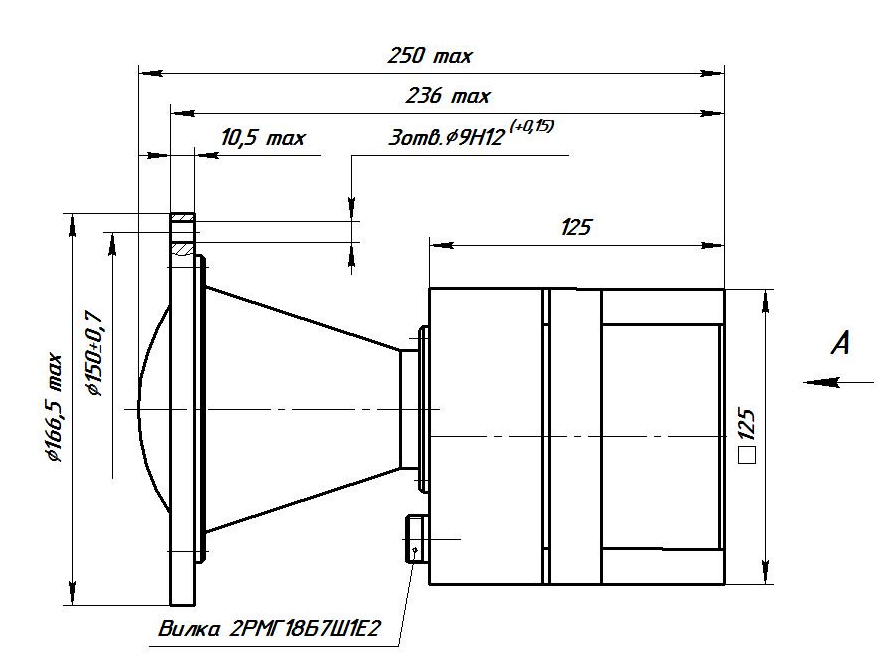 250 max
236 max
10,5 max
3отв.⌀9H12 (+0,15)
125
⌀150±0,7
⌀166,5 max
А
□125
Вилка 2РМГ18Б7Ш1Е2